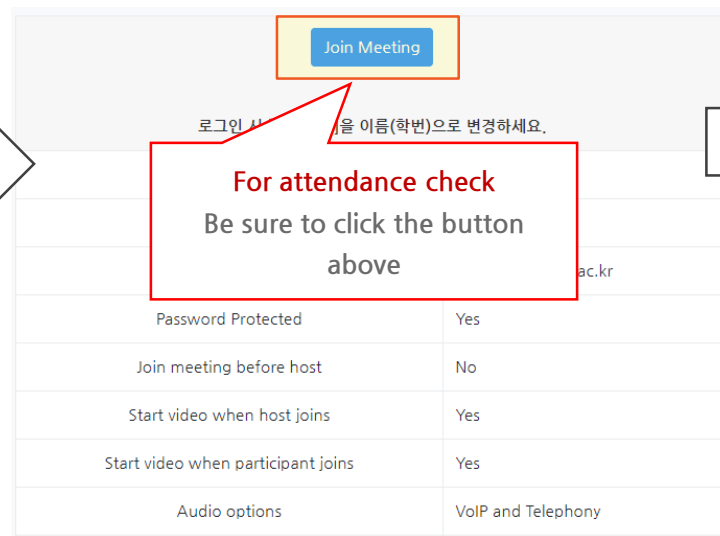 Join Meeting
로그인 을 이름(학번)으로 변경하세요.
For attendance check
Be sure to click the button
above
ac.kr
Password Protected Yes
Join meeting before host No
Start video when host joins Yes
Start video when participant joins Yes
Audio options VoIP and Telephony